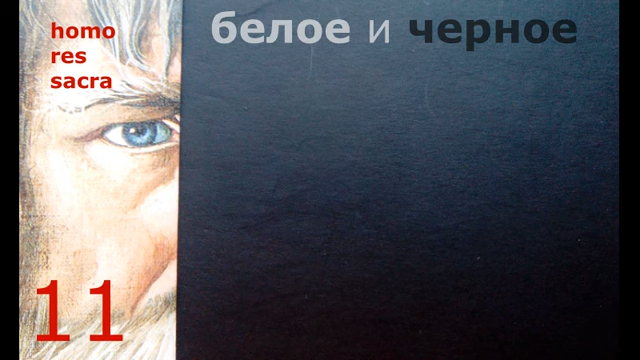 белое и черное
homo
res
sacra
11